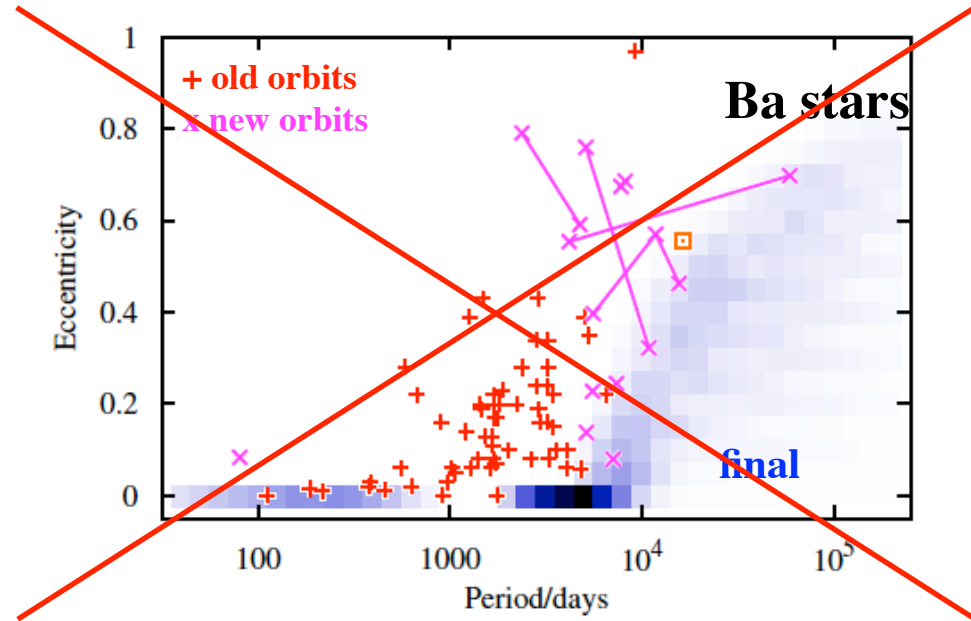 1
+ old orbits
x new orbits
Ba stars
0.8
0.6
0.4
0.2
0
final
Eccentricity
100 1000 10⁴ 10⁵
Period/days